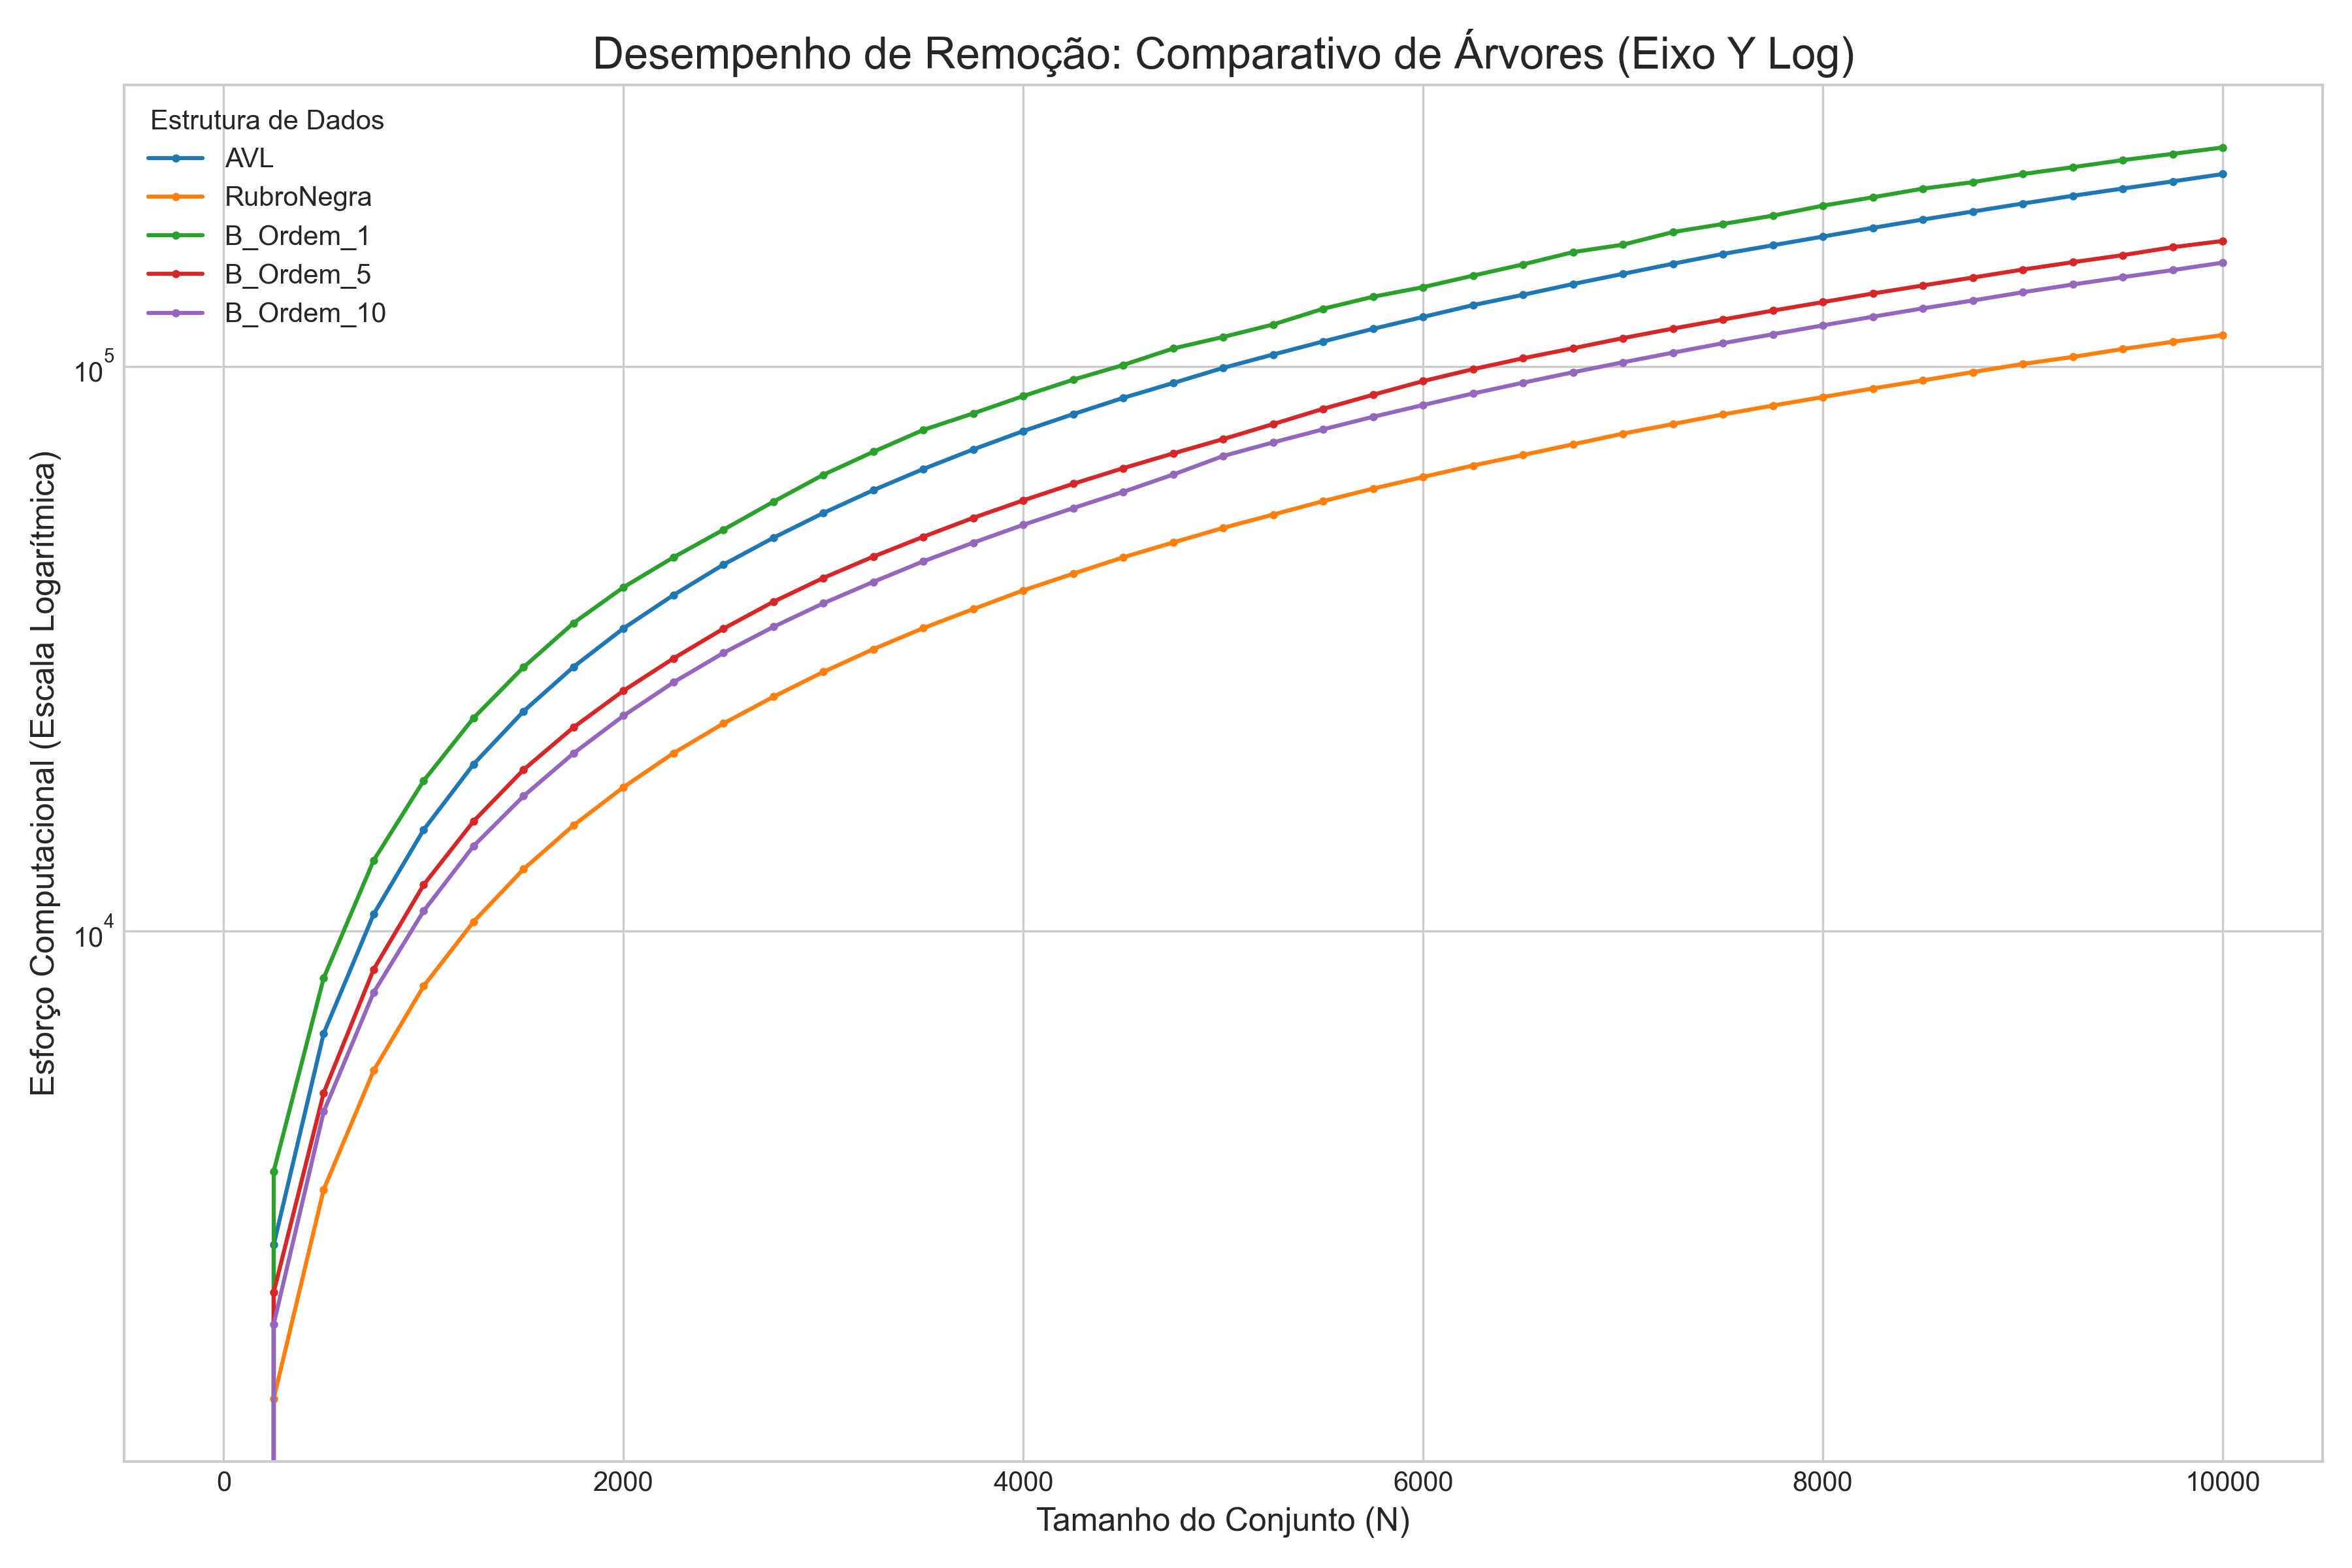 Desempenho de Remoção: Comparativo de Árvores (Eixo Y Log)
Estrutura de Dados
AVL
RubroNegra
B_Ordem_1
B_Ordem_5
B_Ordem_10
10^5
10^4
Esforço Computacional (Escala Logarítmica)
0 2000 4000 6000 8000 10000
Tamanho do Conjunto (N)